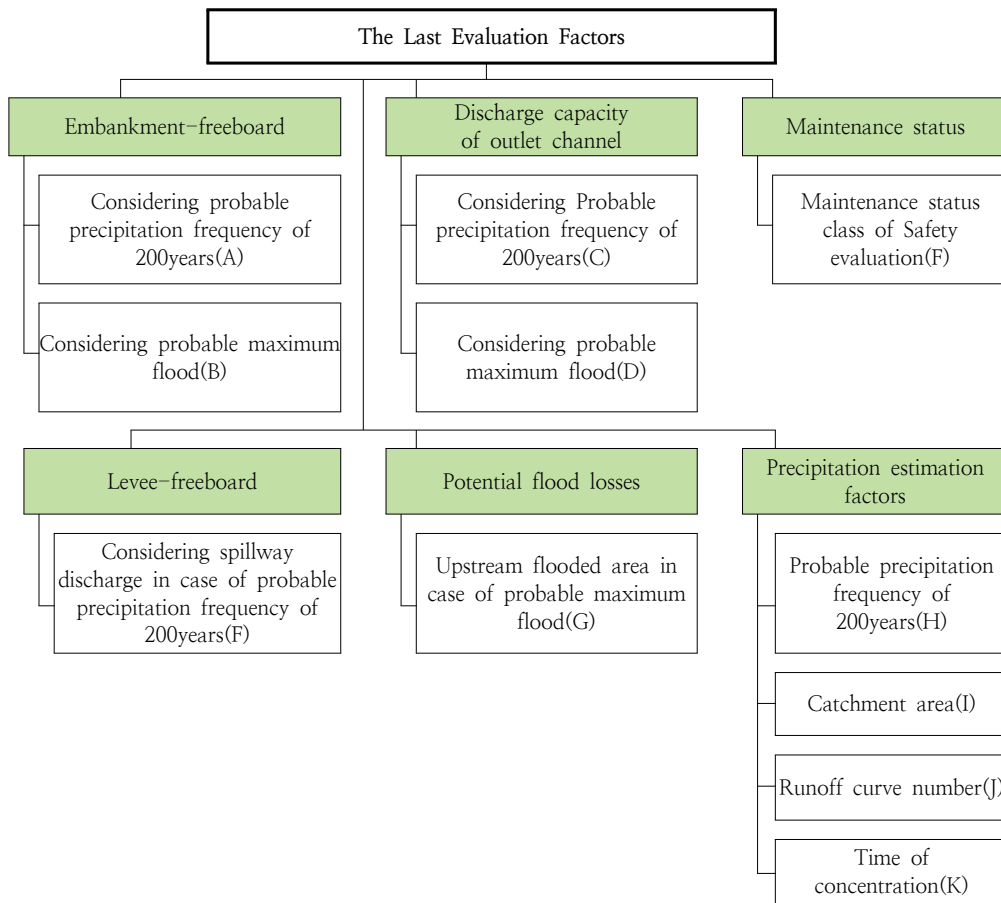 The Last Evaluation Factors
Embankment-freeboard
Considering probable
precipitation frequency of
200years(A)
Considering probable maximum
flood(B)
Discharge capacity
of outlet channel
Considering Probable
precipitation frequency of
200years(C)
Considering probable
maximum flood(D)
Maintenance status
Maintenance status
class of Safety
evaluation(F)
Levee-freeboard
Considering spillway
discharge in case of probable
precipitation frequency of
200years(F)
Potential flood losses
Upstream flooded area in
case of probable maximum
flood(G)
Precipitation estimation
factors
Probable precipitation
frequency of
200years(H)
Catchment area(I)
Runoff curve number(J)
Time of
concentration(K)